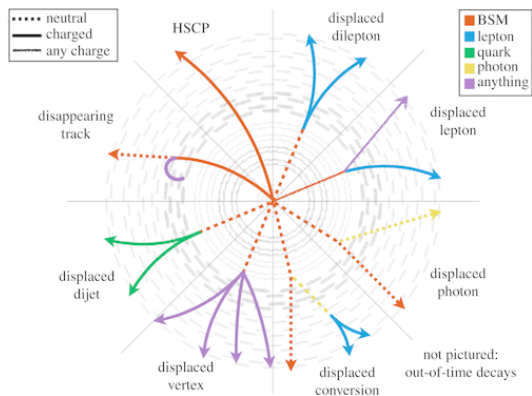 neutral
charged
any charge
HSCP
displaced
dilepton
BSM
lepton
quark
photon
anything
displaced
lepton
disappearing
track
displaced
dijet
displaced
photon
displaced
vertex
displaced
conversion
not pictured:
out-of-time decays